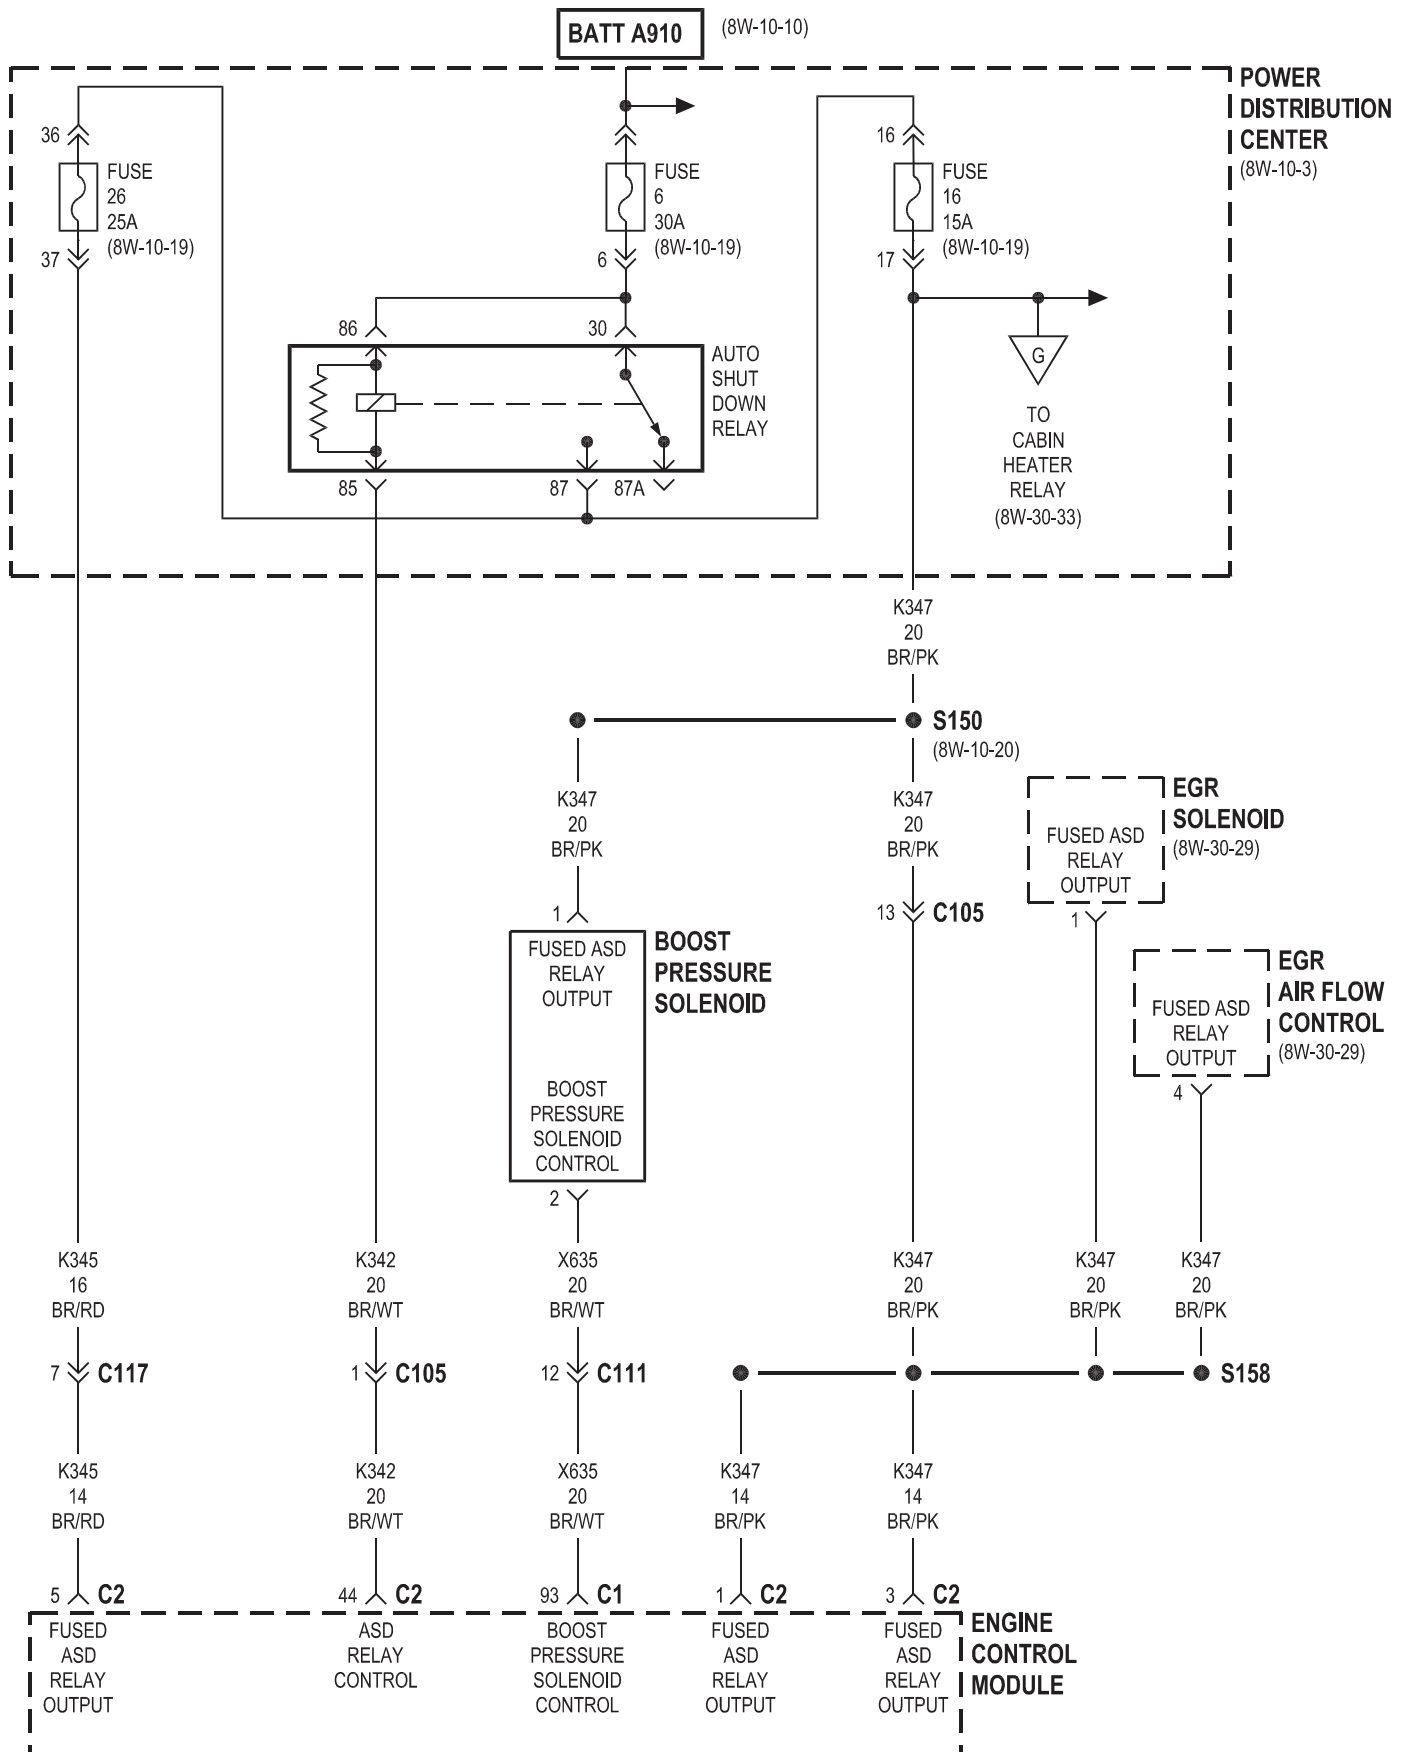 BATT A910
(8W-10-10)
POWER
DISTRIBUTION
CENTER
(8W-10-3)
36
FUSE
26
25A
(8W-10-19)
37
FUSE
6
30A
(8W-10-19)
6
16
FUSE
16
15A
(8W-10-19)
17
86
30
AUTO
SHUT
DOWN
RELAY
85
87
87A
G
TO
CABIN
HEATER
RELAY
(8W-30-33)
K347
20
BR/PK
S150
(8W-10-20)
K347
20
BR/PK
K347
20
BR/PK
EGR
SOLENOID
(8W-30-29)
FUSED ASD
RELAY
OUTPUT
1
1
13
C105
BOOST
PRESSURE
SOLENOID
FUSED ASD
RELAY
OUTPUT
BOOST
PRESSURE
SOLENOID
CONTROL
2
EGR
AIR FLOW
CONTROL
(8W-30-29)
FUSED ASD
RELAY
OUTPUT
4
K345
16
BR/RD
K342
20
BR/WT
X635
20
BR/WT
K347
20
BR/PK
K347
20
BR/PK
K347
20
BR/PK
7
C117
1
C105
12
C111
S158
K345
14
BR/RD
K342
20
BR/WT
X635
20
BR/WT
K347
14
BR/PK
K347
14
BR/PK
5
C2
44
C2
93
C1
1
C2
3
C2
FUSED
ASD
RELAY
OUTPUT
ASD
RELAY
CONTROL
BOOST
PRESSURE
SOLENOID
CONTROL
FUSED
ASD
RELAY
OUTPUT
FUSED
ASD
RELAY
OUTPUT
ENGINE
CONTROL
MODULE